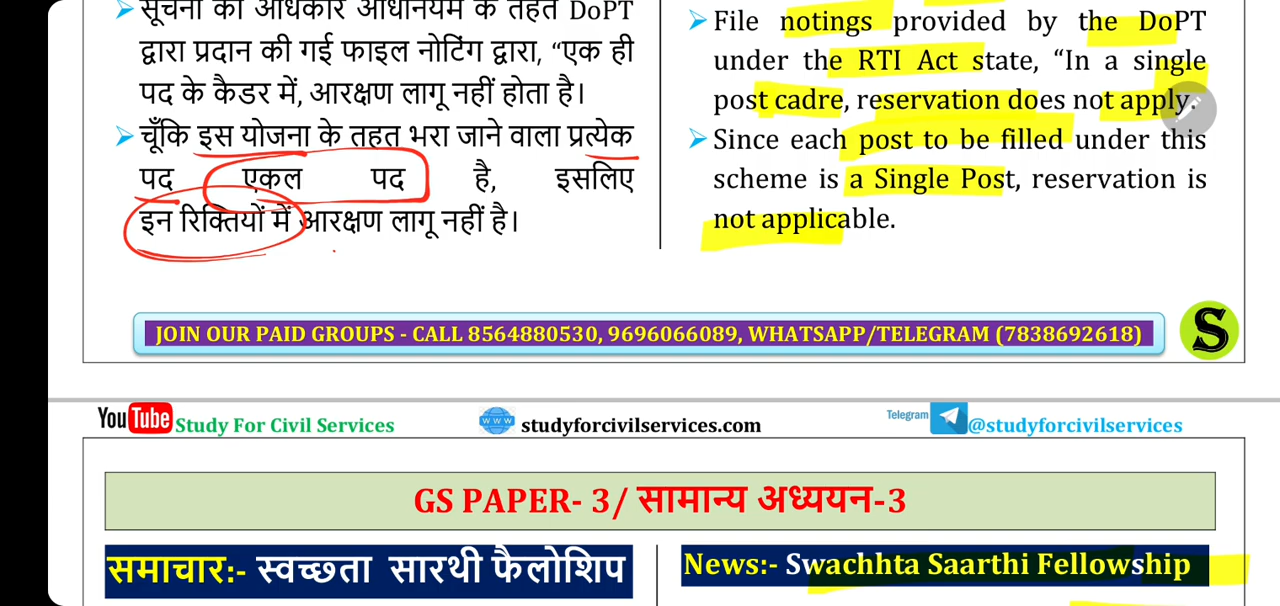 सूचना का अधिकार अधिनियम के तहत DoPT
द्वारा प्रदान की गई फाइल नोटिंग द्वारा, “एक ही
पद के कैडर में, आरक्षण लागू नहीं होता है।
चूँकि इस योजना के तहत भरा जाने वाला प्रत्येक
पद एकल पद है, इसलिए
इन रिक्तियों में आरक्षण लागू नहीं है।
File notings provided by the DoPT
under the RTI Act state, “In a single
post cadre, reservation does not apply.
Since each post to be filled under this
scheme is a Single Post, reservation is
not applicable.
JOIN OUR PAID GROUPS - CALL 8564880530, 9696066089, WHATSAPP/TELEGRAM (7838692618)
S
YouTube Study For Civil Services
WWW studyforcivilservices.com
Telegram @studyforcivilservices
GS PAPER- 3/ सामान्य अध्ययन-3
समाचार:- स्वच्छता सारथी फैलोशिप
News:- Swachhta Saarthi Fellowship